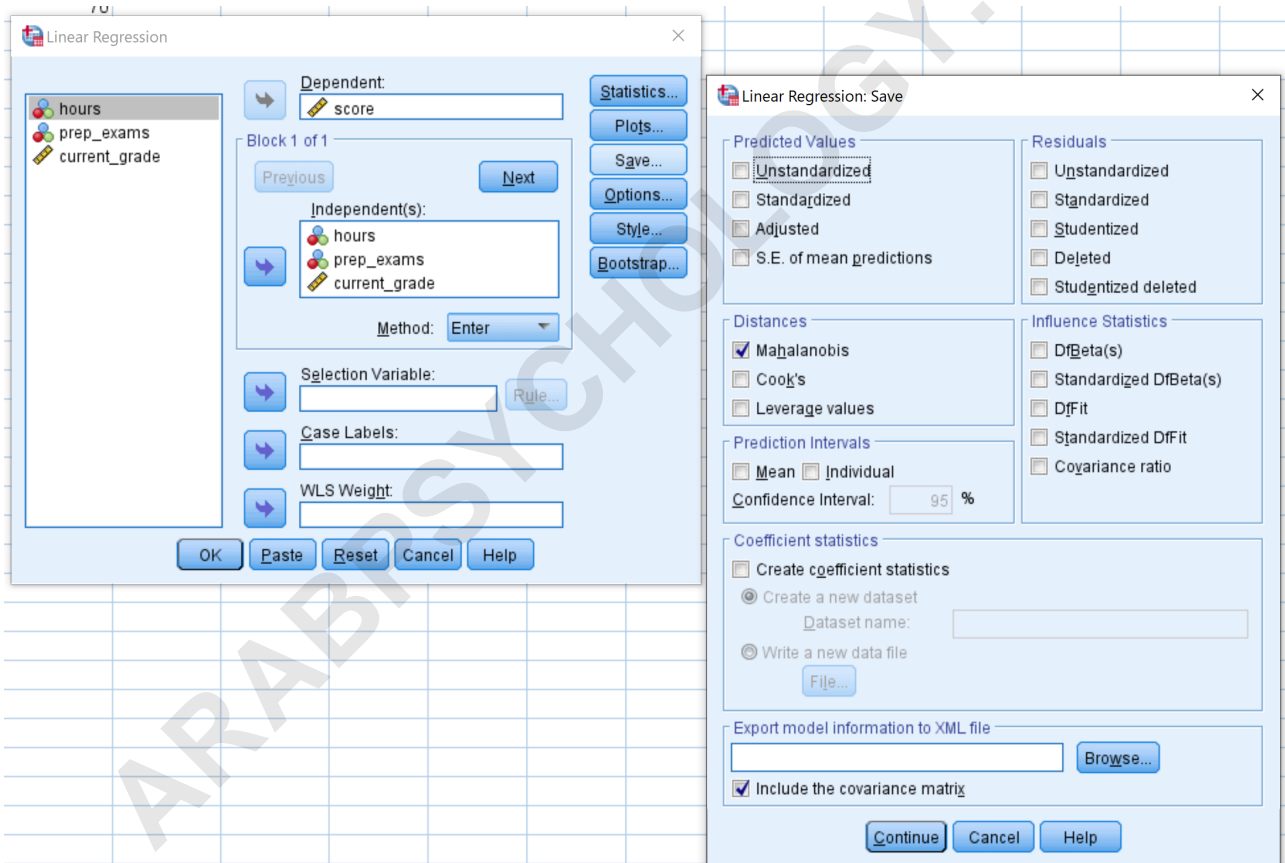 Linear Regression
hours
prep_exams
current_grade
Dependent:
score
Block 1 of 1
Previous
Next
Independent(s):
hours
prep_exams
current_grade
Method: Enter
Selection Variable:
Rule...
Case Labels:
WLS Weight:
OK Paste Reset Cancel Help
Statistics...
Plots...
Save...
Options...
Style...
Bootstrap...
Linear Regression: Save
Predicted Values
Unstandardized
Standardized
Adjusted
S.E. of mean predictions
Residuals
Unstandardized
Standardized
Studentized
Deleted
Studentized deleted
Distances
Mahalanobis
Cook's
Leverage values
Influence Statistics
DfBeta(s)
Standardized DfBeta(s)
DfFit
Standardized DfFit
Covariance ratio
Prediction Intervals
Mean Individual
Confidence Interval: 95 %
Coefficient statistics
Create coefficient statistics
Create a new dataset
Dataset name:
Write a new data file
File...
Export model information to XML file
Browse...
Include the covariance matrix
Continue Cancel Help
ARABPSYCHOLOGY.